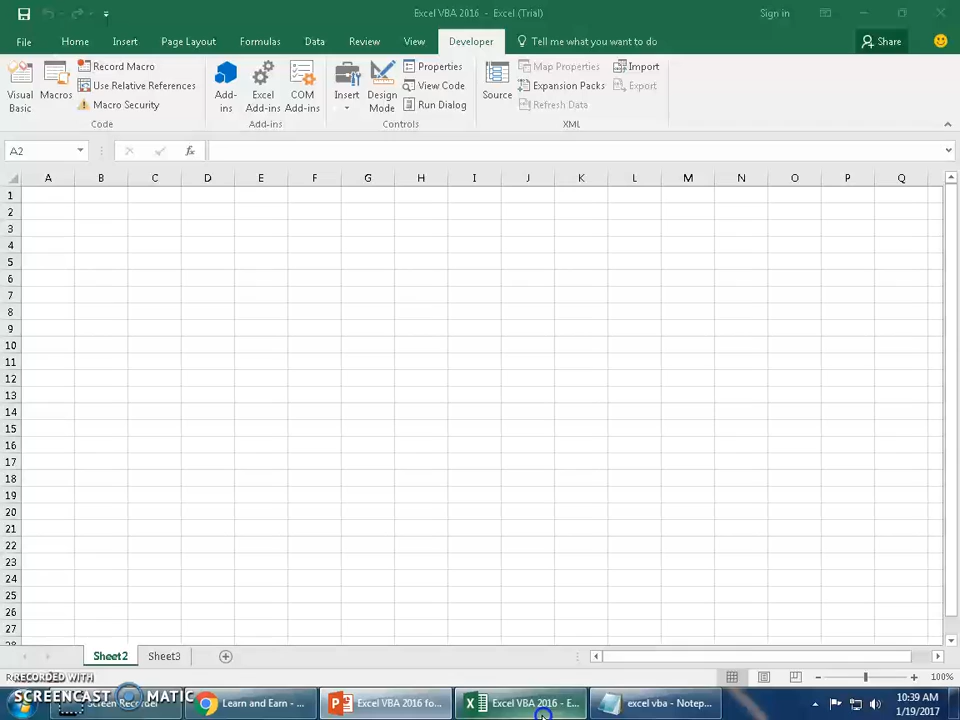 Excel VBA 2016 - Excel (Trial)
Sign in
File Home Insert Page Layout Formulas Data Review View Developer Tell me what you want to do Share
Visual Basic
Macros
Record Macro
Use Relative References
Macro Security
Code
Add-ins
Excel Add-ins
COM Add-ins
Add-ins
Insert
Design Mode
Properties
View Code
Run Dialog
Controls
Source
Map Properties
Expansion Packs
Refresh Data
Import
Export
XML
A2
fx
A B C D E F G H I J K L M N O P Q
1
2
3
4
5
6
7
8
9
10
11
12
13
14
15
16
17
18
19
20
21
22
23
24
25
26
27
28
Sheet2 Sheet3
100%
RECORDED WITH
SCREENCAST MATIC
Screen Recorder
Learn and Earn - ...
Excel VBA 2016 fo...
Excel VBA 2016 - E...
excel vba - Notep...
10:39 AM
1/19/2017